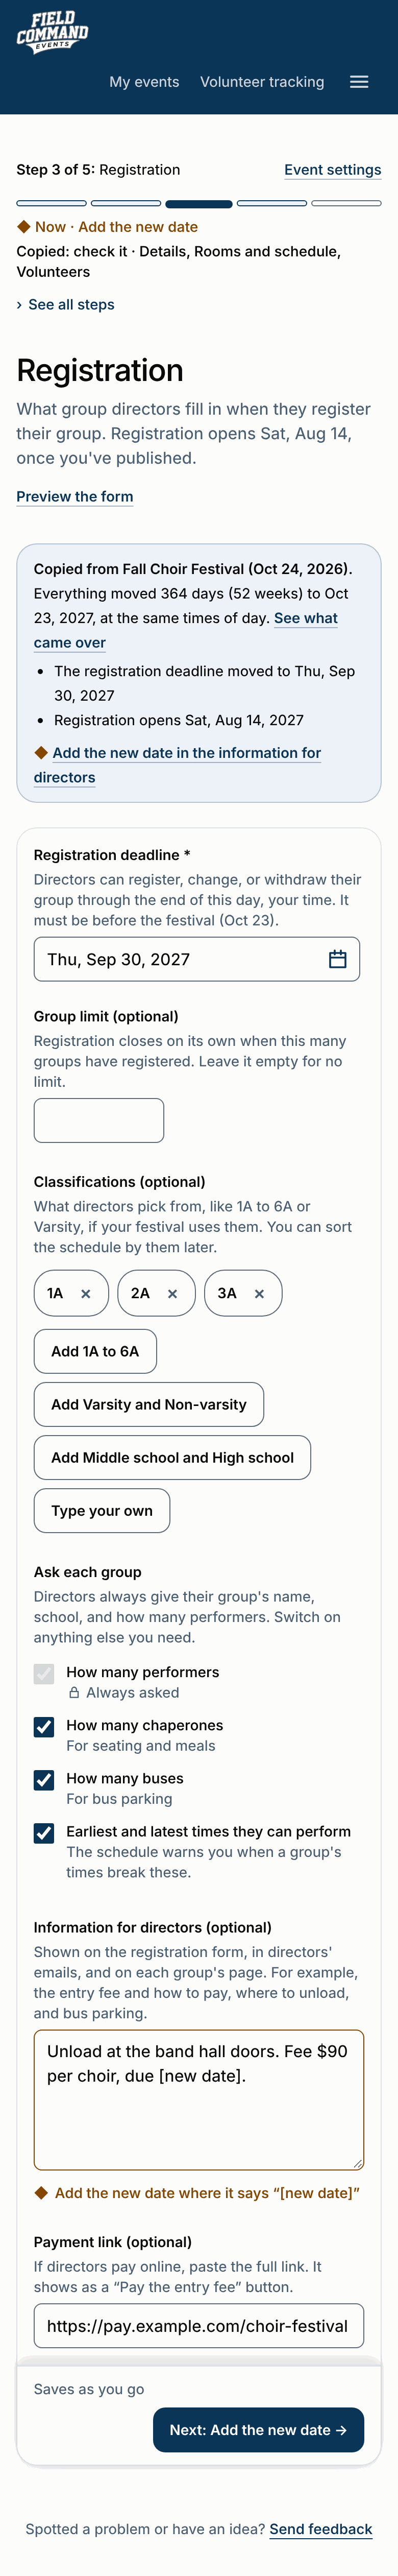 FIELD
COMMAND
EVENTS
My events Volunteer tracking
Step 3 of 5: Registration Event settings
◆ Now · Add the new date
Copied: check it · Details, Rooms and schedule,
Volunteers
› See all steps
Registration
What group directors fill in when they register
their group. Registration opens Sat, Aug 14,
once you've published.
Preview the form
Copied from Fall Choir Festival (Oct 24, 2026).
Everything moved 364 days (52 weeks) to Oct
23, 2027, at the same times of day. See what
came over
• The registration deadline moved to Thu, Sep
30, 2027
• Registration opens Sat, Aug 14, 2027
◆ Add the new date in the information for
directors
Registration deadline *
Directors can register, change, or withdraw their
group through the end of this day, your time. It
must be before the festival (Oct 23).
Thu, Sep 30, 2027
Group limit (optional)
Registration closes on its own when this many
groups have registered. Leave it empty for no
limit.
Classifications (optional)
What directors pick from, like 1A to 6A or
Varsity, if your festival uses them. You can sort
the schedule by them later.
1A × 2A × 3A ×
Add 1A to 6A
Add Varsity and Non-varsity
Add Middle school and High school
Type your own
Ask each group
Directors always give their group's name,
school, and how many performers. Switch on
anything else you need.
How many performers
Always asked
How many chaperones
For seating and meals
How many buses
For bus parking
Earliest and latest times they can perform
The schedule warns you when a group's
times break these.
Information for directors (optional)
Shown on the registration form, in directors'
emails, and on each group's page. For example,
the entry fee and how to pay, where to unload,
and bus parking.
Unload at the band hall doors. Fee $90
per choir, due [new date].
◆ Add the new date where it says “[new date]”
Payment link (optional)
If directors pay online, paste the full link. It
shows as a “Pay the entry fee” button.
https://pay.example.com/choir-festival
Saves as you go
Next: Add the new date →
Spotted a problem or have an idea? Send feedback